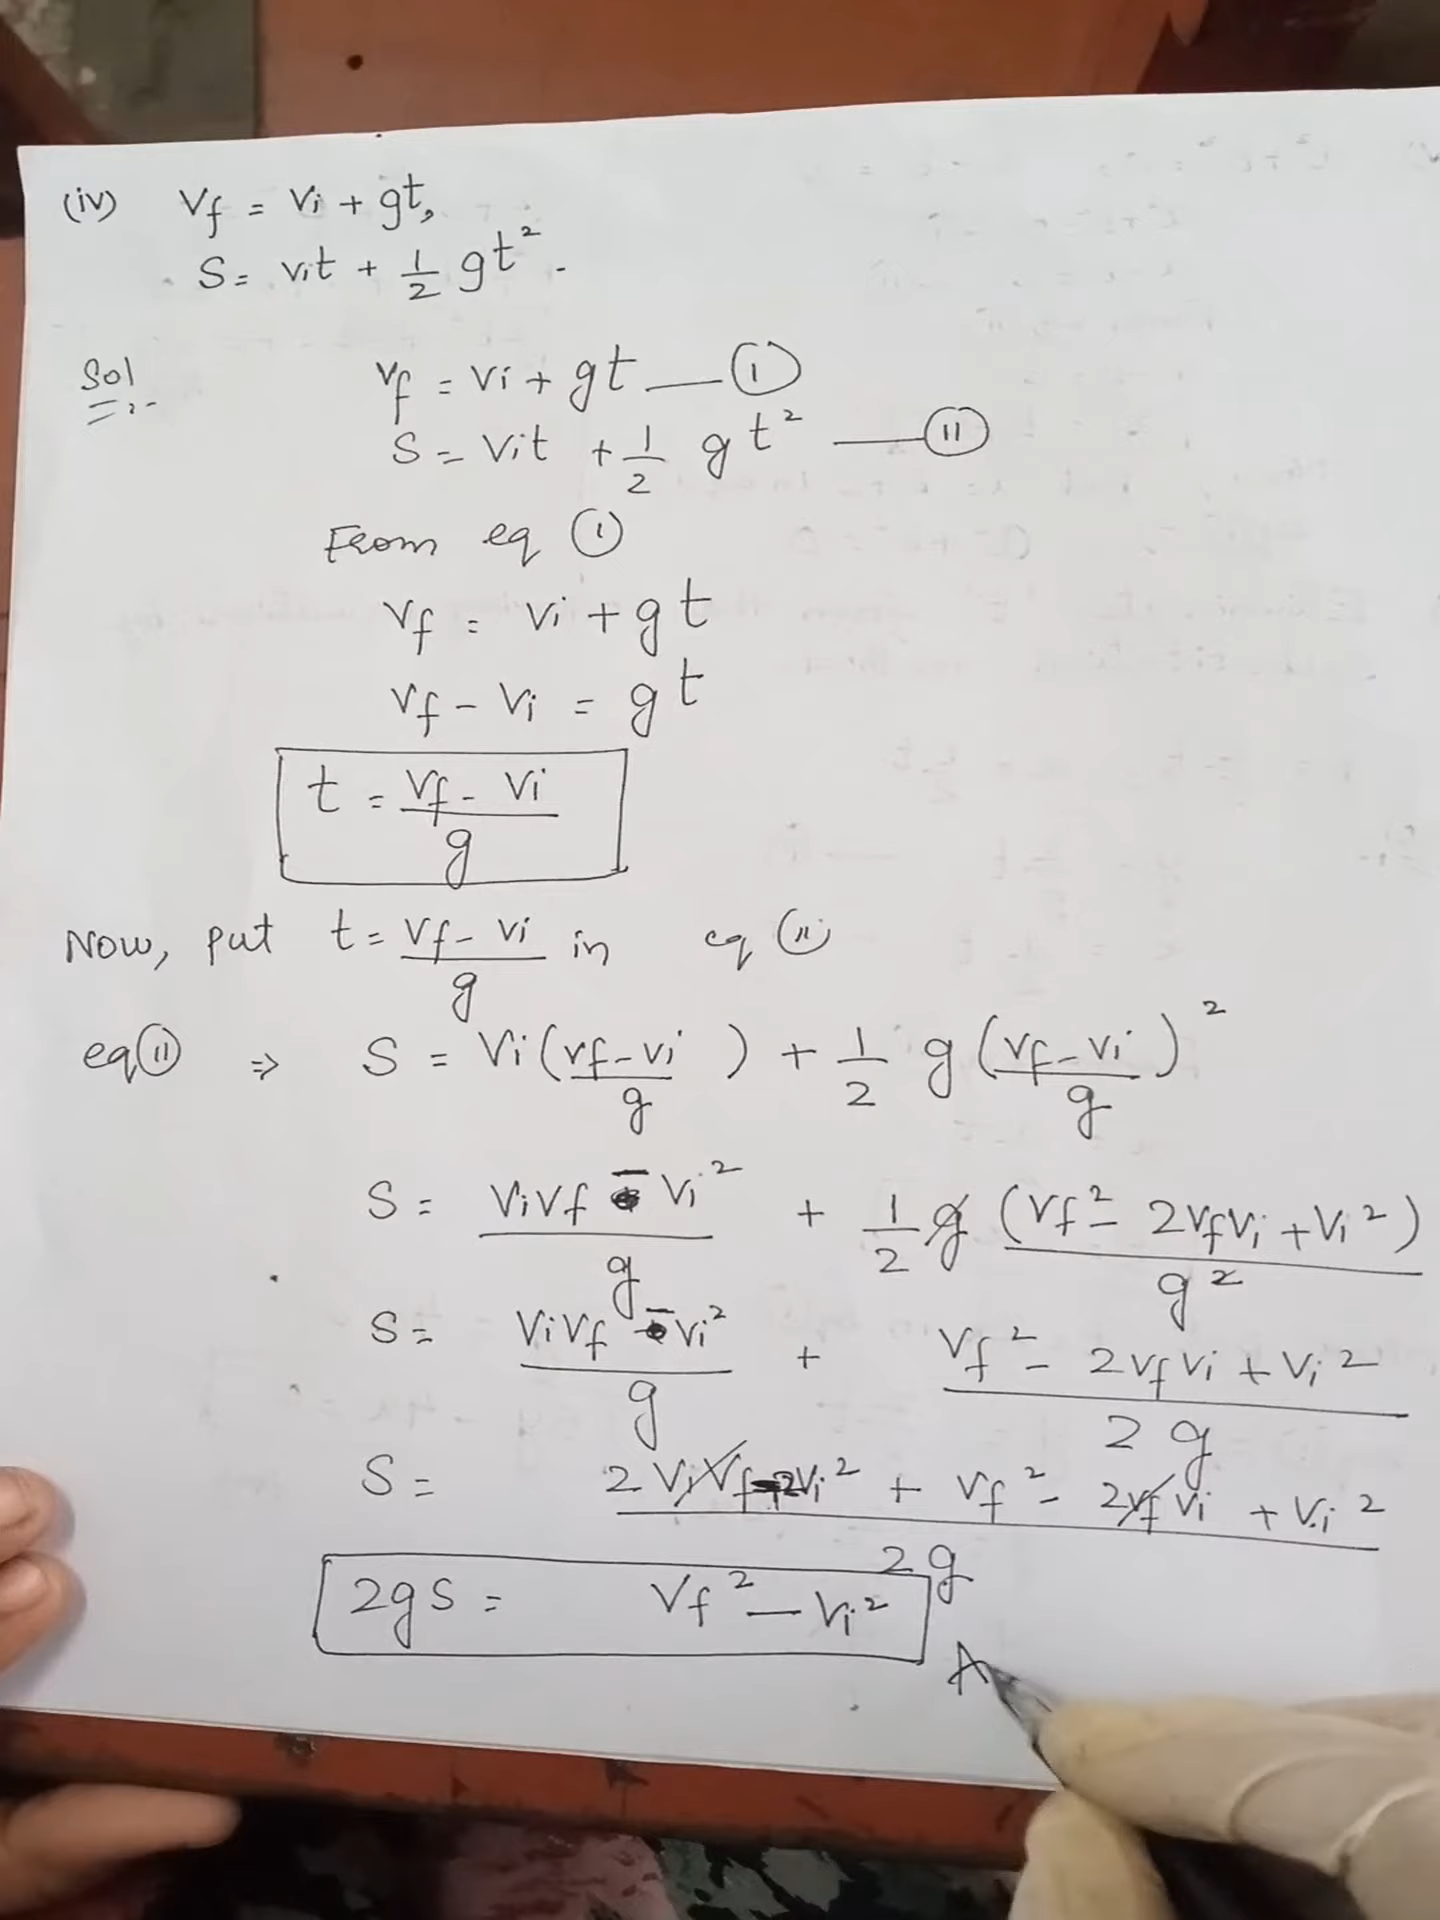 (iv) Vf = Vi + gt,
S = Vit + 1/2 gt².
Sol
Vf = Vi + gt — (I)
S = Vit + 1/2 gt² — (II)
From eq (I)
Vf = Vi + gt
Vf - Vi = gt
t = Vf - Vi / g
Now, put t = Vf - Vi / g in eq (II)
eq (II) ⇒ S = Vi (Vf - Vi / g) + 1/2 g (Vf - Vi / g)²
S = ViVf - Vi² / g + 1/2 g (Vf² - 2VfVi + Vi²) / g²
S = ViVf - Vi² / g + Vf² - 2VfVi + Vi² / 2g
S = 2ViVf - 2Vi² + Vf² - 2VfVi + Vi² / 2g
2gS = Vf² - Vi²
A